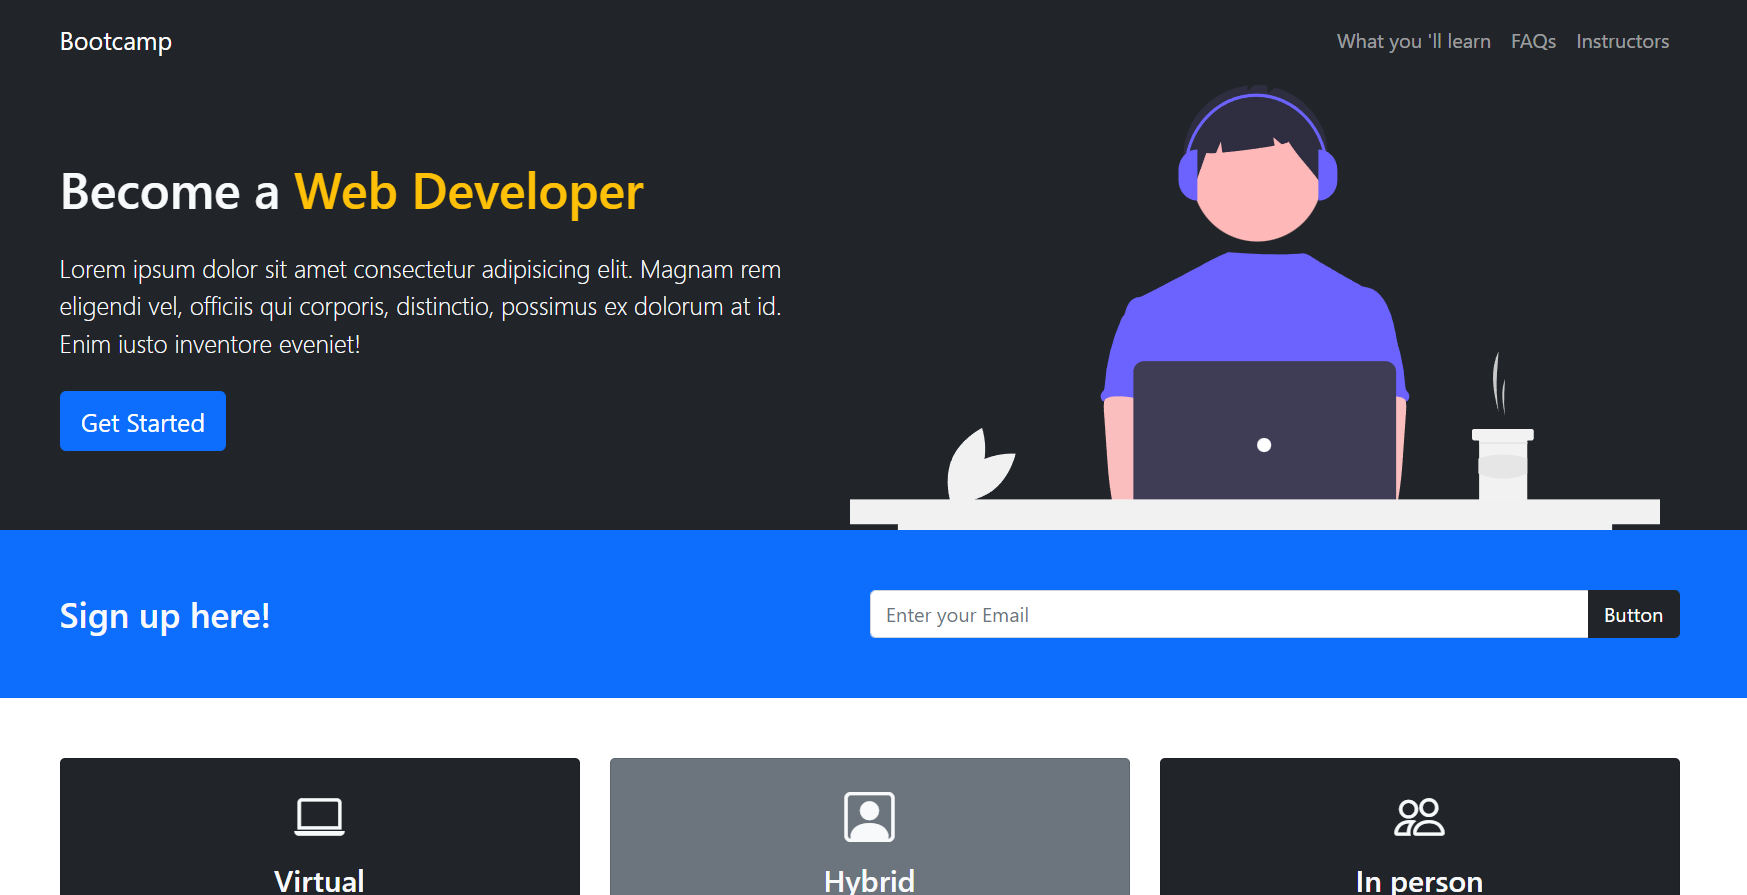 Bootcamp
What you 'll learn FAQs Instructors
Become a Web Developer
Lorem ipsum dolor sit amet consectetur adipisicing elit. Magnam rem
eligendi vel, officiis qui corporis, distinctio, possimus ex dolorum at id.
Enim iusto inventore eveniet!
Get Started
Sign up here!
Enter your Email
Button
Virtual
Hybrid
In person